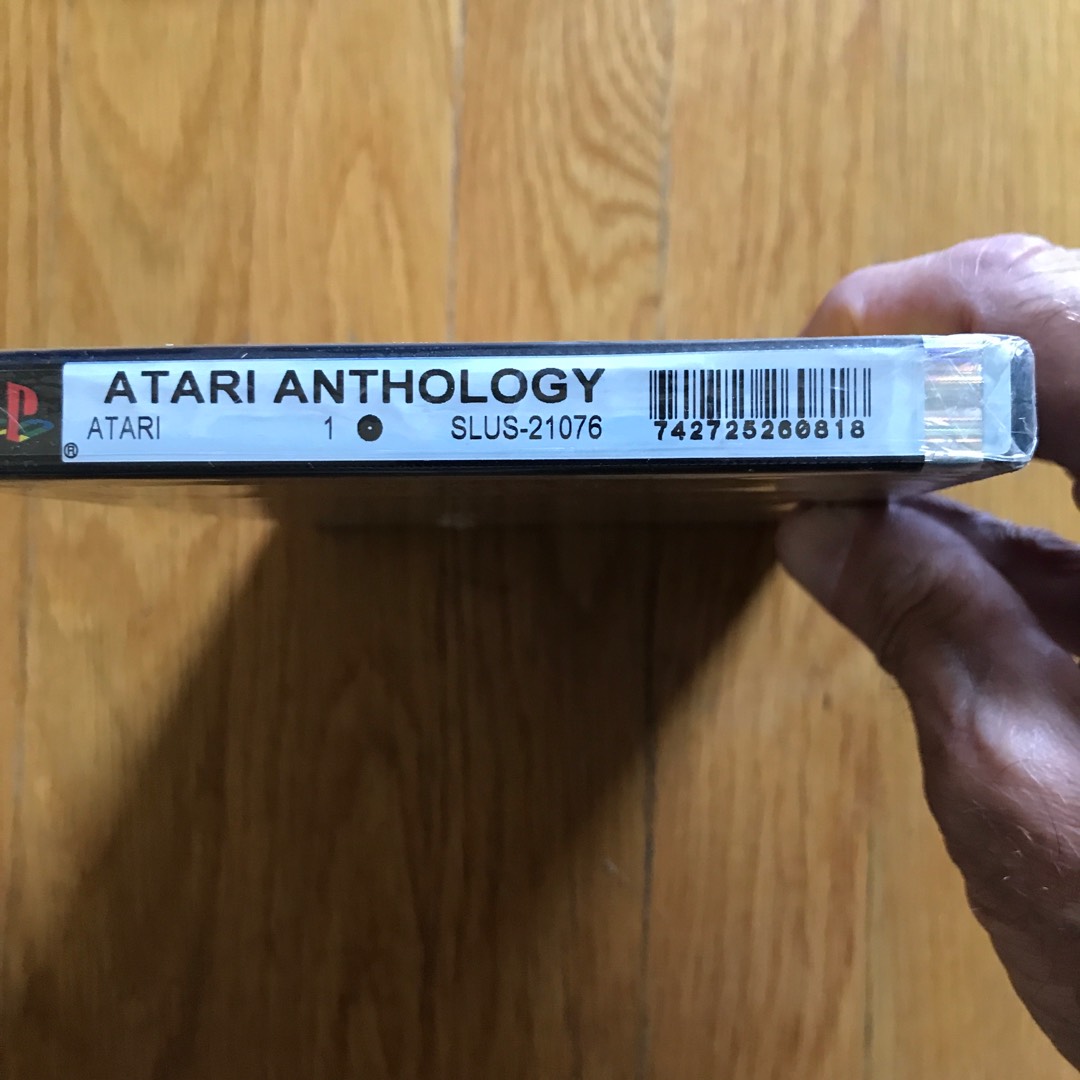 ATARI ANTHOLOGY
ATARI 1 SLUS-21076
742725260818
®